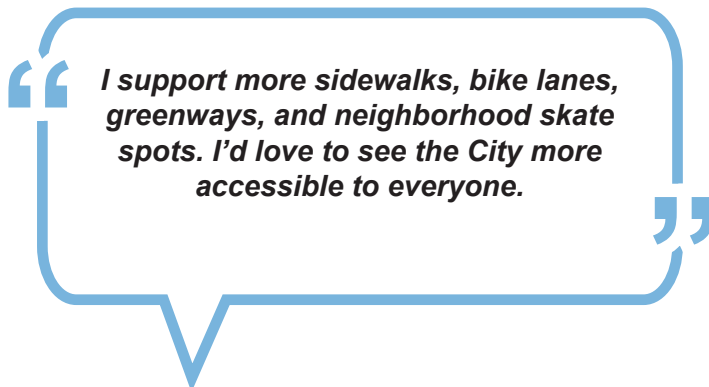 “
I support more sidewalks, bike lanes,
greenways, and neighborhood skate
spots. I’d love to see the City more
accessible to everyone.
”